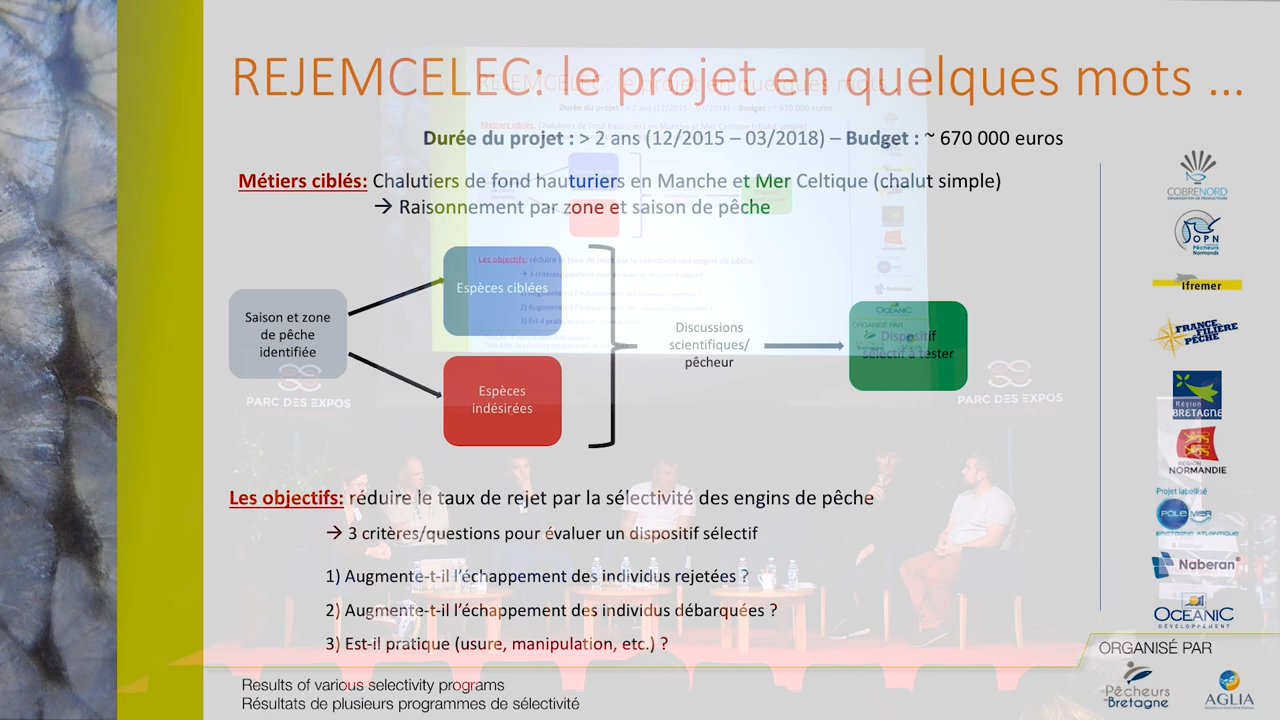 REJEMCELEC: le projet en quelques mots ...
Durée du projet : > 2 ans (12/2015 – 03/2018) – Budget : ~ 670 000 euros
Métiers ciblés: Chalutiers de fond hauturiers en Manche et Mer Celtique (chalut simple)
→ Raisonnement par zone et saison de pêche
Saison et zone
de pêche
identifiée
Espèces ciblées
Espèces
indésirées
Discussions
scientifiques/
pêcheur
Dispositif
sélectif à tester
PARC DES EXPOS
PARC DES EXPOS
Les objectifs: réduire le taux de rejet par la sélectivité des engins de pêche
→ 3 critères/questions pour évaluer un dispositif sélectif
1) Augmente-t-il l'échappement des individus rejetées ?
2) Augmente-t-il l'échappement des individus débarquées ?
3) Est-il pratique (usure, manipulation, etc.) ?
COBRENORD
ORGANISATION DE PRODUCTEURS
OPN
Pêcheurs
Normands
Ifremer
FRANCE
FILIÈRE
PÊCHE
Région
BRETAGNE
RÉGION
NORMANDIE
Projet labellisé
POLE MER
BRETAGNE ATLANTIQUE
Naberan
OCEANIC
DÉVELOPPEMENT
ORGANISÉ PAR
Pêcheurs
de Bretagne
AGLIA
Results of various selectivity programs
Résultats de plusieurs programmes de sélectivité